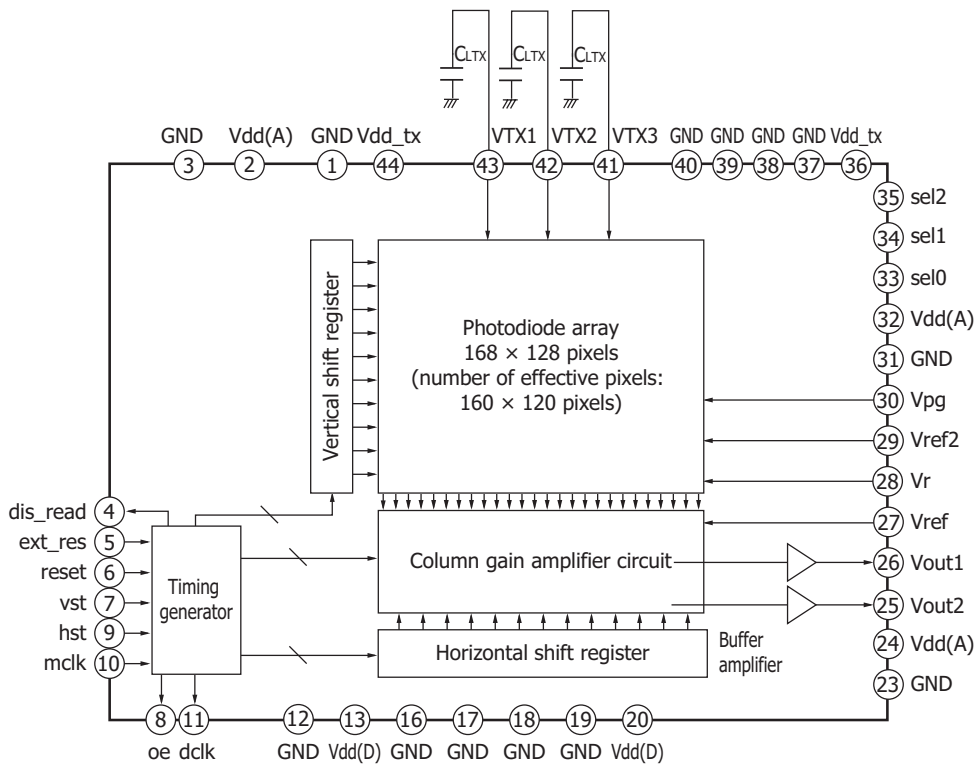 CLTX CLTX CLTX
GND Vdd(A) GND Vdd_tx VTX1 VTX2 VTX3 GND GND GND GND Vdd_tx
3 2 1 44 43 42 41 40 39 38 37 36
35 sel2
34 sel1
33 sel0
32 Vdd(A)
31 GND
30 Vpg
29 Vref2
28 Vr
27 Vref
26 Vout1
25 Vout2
24 Vdd(A)
23 GND
Vertical shift register
Photodiode array
168 × 128 pixels
(number of effective pixels:
160 × 120 pixels)
dis_read 4
ext_res 5
reset 6
vst 7
hst 9
mclk 10
Timing
generator
Column gain amplifier circuit
Horizontal shift register
Buffer
amplifier
8 11 12 13 16 17 18 19 20
oe dclk GND Vdd(D) GND GND GND GND Vdd(D)